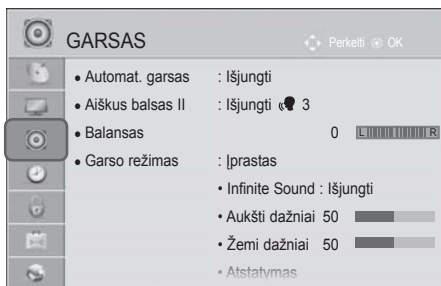 GARSAS
Perkelti OK
• Automat. garsas : Išjungti
• Aiškus balsas II : Išjungti 3
• Balansas 0 L R
• Garso režimas : Įprastas
• Infinite Sound : Išjungti
• Aukšti dažniai 50
• Žemi dažniai 50
• Atstatymas